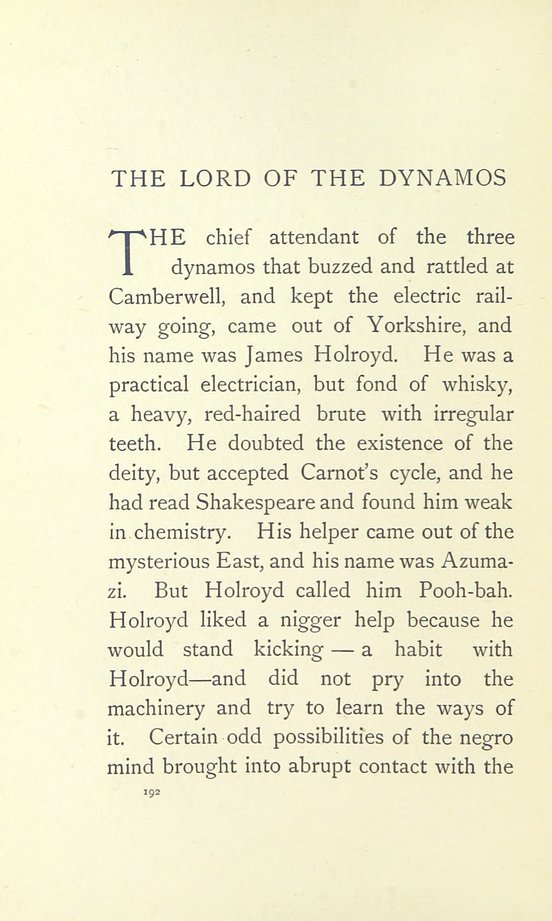 THE LORD OF THE DYNAMOS
THE chief attendant of the three
dynamos that buzzed and rattled at
Camberwell, and kept the electric rail-
way going, came out of Yorkshire, and
his name was James Holroyd. He was a
practical electrician, but fond of whisky,
a heavy, red-haired brute with irregular
teeth. He doubted the existence of the
deity, but accepted Carnot's cycle, and he
had read Shakespeare and found him weak
in chemistry. His helper came out of the
mysterious East, and his name was Azuma-
zi. But Holroyd called him Pooh-bah.
Holroyd liked a nigger help because he
would stand kicking — a habit with
Holroyd—and did not pry into the
machinery and try to learn the ways of
it. Certain odd possibilities of the negro
mind brought into abrupt contact with the
192